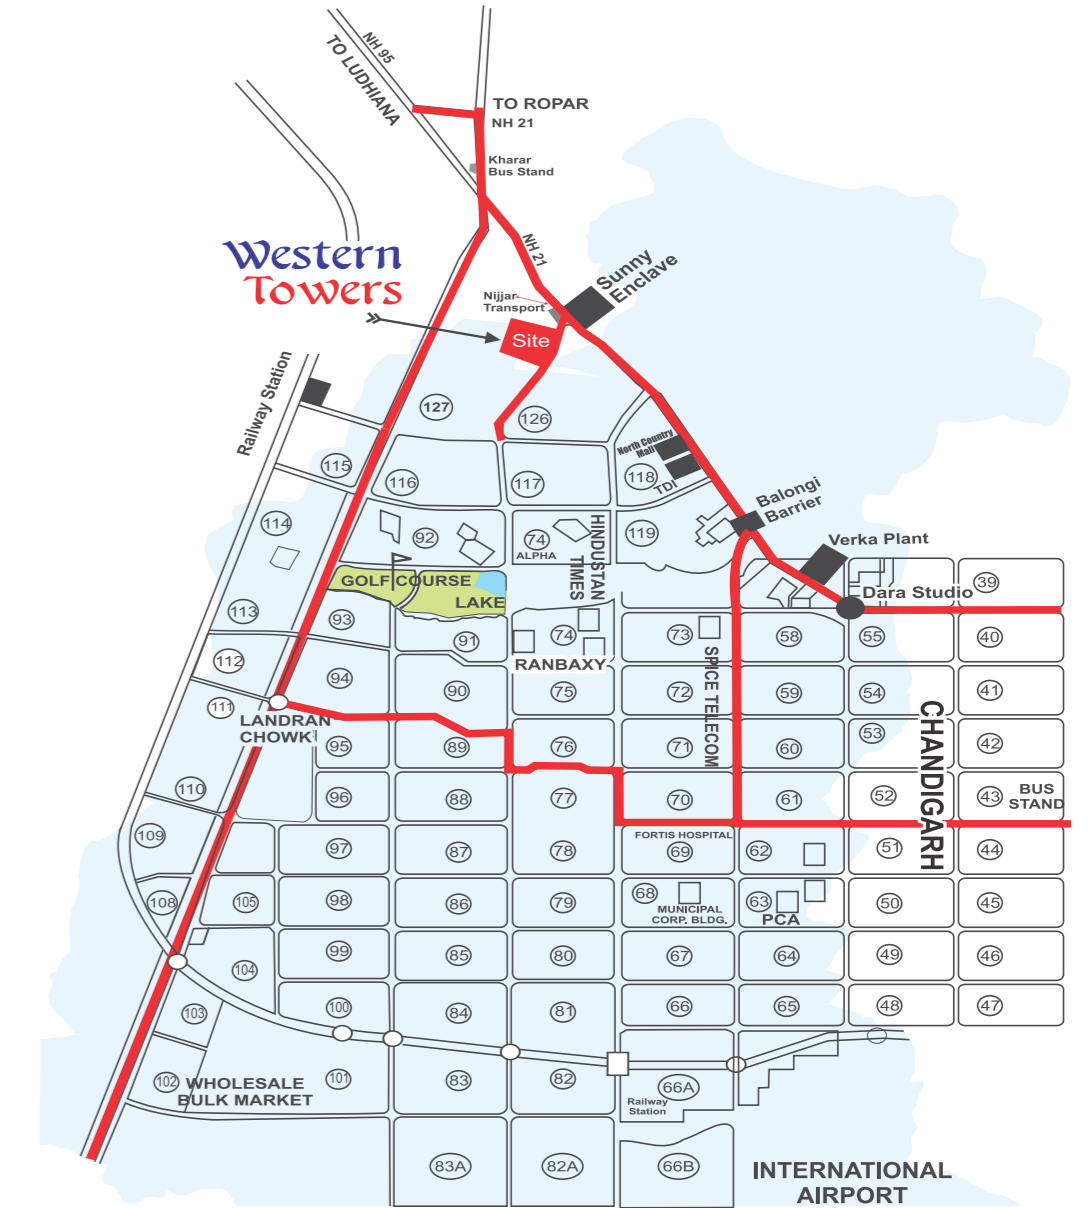 NH 95
TO LUDHIANA
TO ROPAR
NH 21
Kharar
Bus Stand
NH 21
Western
Towers
Sunny
Enclave
Nijjar
Transport
Site
Railway Station
127
126
North Country
Mall
TDI
115
116
117
118
Balongi
Barrier
114
92
74
ALPHA
HINDUSTAN
TIMES
119
Verka Plant
GOLF COURSE
LAKE
Dara Studio
39
113
93
91
74
RANBAXY
73
SPICE TELECOM
58
55
40
112
94
90
75
72
59
54
41
111
LANDRAN
CHOWK
95
89
76
71
60
53
CHANDIGARH
42
110
96
88
77
70
61
52
43
BUS
STAND
109
97
87
78
FORTIS HOSPITAL
69
62
51
44
108
105
98
86
79
68
MUNICIPAL
CORP. BLDG.
63
PCA
50
45
104
99
85
80
67
64
49
46
103
100
84
81
66
65
48
47
102
WHOLESALE
BULK MARKET
101
83
82
66A
Railway
Station
83A
82A
66B
INTERNATIONAL
AIRPORT